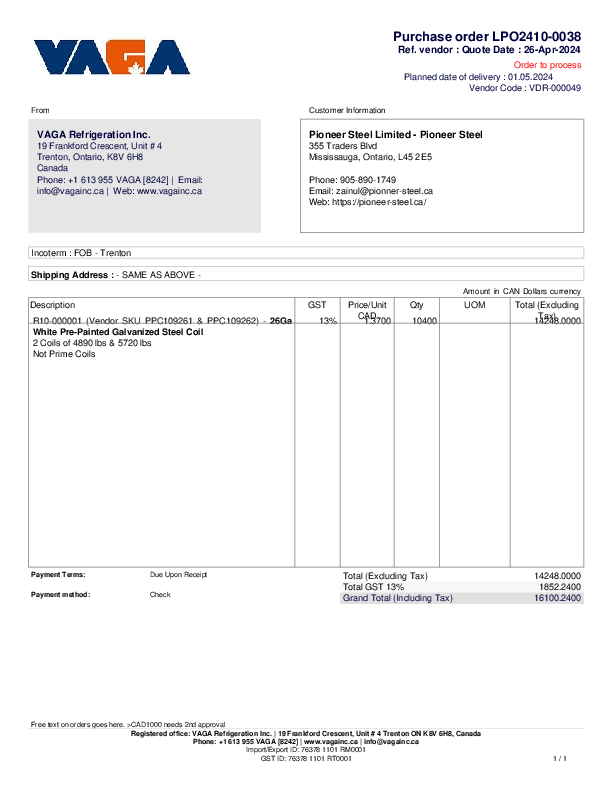 VAGA
Purchase order LPO2410-0038
Ref. vendor : Quote Date : 26-Apr-2024
Order to process
Planned date of delivery : 01.05.2024
Vendor Code : VDR-000049
From
Customer Information
VAGA Refrigeration Inc.
19 Frankford Crescent, Unit # 4
Trenton, Ontario, K8V 6H8
Canada
Phone: +1 613 955 VAGA [8242] | Email:
info@vagainc.ca | Web: www.vagainc.ca
Pioneer Steel Limited - Pioneer Steel
355 Traders Blvd
Mississauga, Ontario, L45 2E5
Phone: 905-890-1749
Email: zainul@pionner-steel.ca
Web: https://pioneer-steel.ca/
Incoterm : FOB - Trenton
Shipping Address : - SAME AS ABOVE -
Amount in CAN Dollars currency
Description GST Price/Unit CAD Qty UOM Total (Excluding Tax)
R10-000001 (Vendor SKU PPC109261 & PPC109262) - 26Ga 13% 1.3700 10400 14248.0000
White Pre-Painted Galvanized Steel Coil
2 Coils of 4890 lbs & 5720 lbs
Not Prime Coils
Payment Terms: Due Upon Receipt
Payment method: Check
Total (Excluding Tax) 14248.0000
Total GST 13% 1852.2400
Grand Total (Including Tax) 16100.2400
Free text on orders goes here. >CAD1000 needs 2nd approval
Registered office: VAGA Refrigeration Inc. | 19 Frankford Crescent, Unit # 4 Trenton ON K8V 6H8, Canada
Phone: +1 613 955 VAGA [8242] | www.vagainc.ca | info@vagainc.ca
Import/Export ID: 76378 1101 RM0001
GST ID: 76378 1101 RT0001
1 / 1